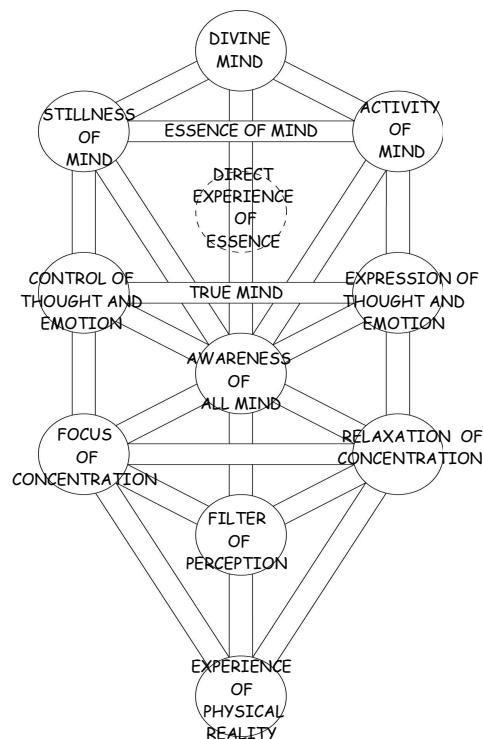 DIVINE
MIND
STILLNESS
OF
MIND
ESSENCE OF MIND
ACTIVITY
OF
MIND
DIRECT
EXPERIENCE
OF
ESSENCE
CONTROL OF
THOUGHT AND
EMOTION
TRUE MIND
EXPRESSION OF
THOUGHT AND
EMOTION
AWARENESS
OF
ALL MIND
FOCUS
OF
CONCENTRATION
RELAXATION OF
CONCENTRATION
FILTER
OF
PERCEPTION
EXPERIENCE
OF
PHYSICAL
REALITY